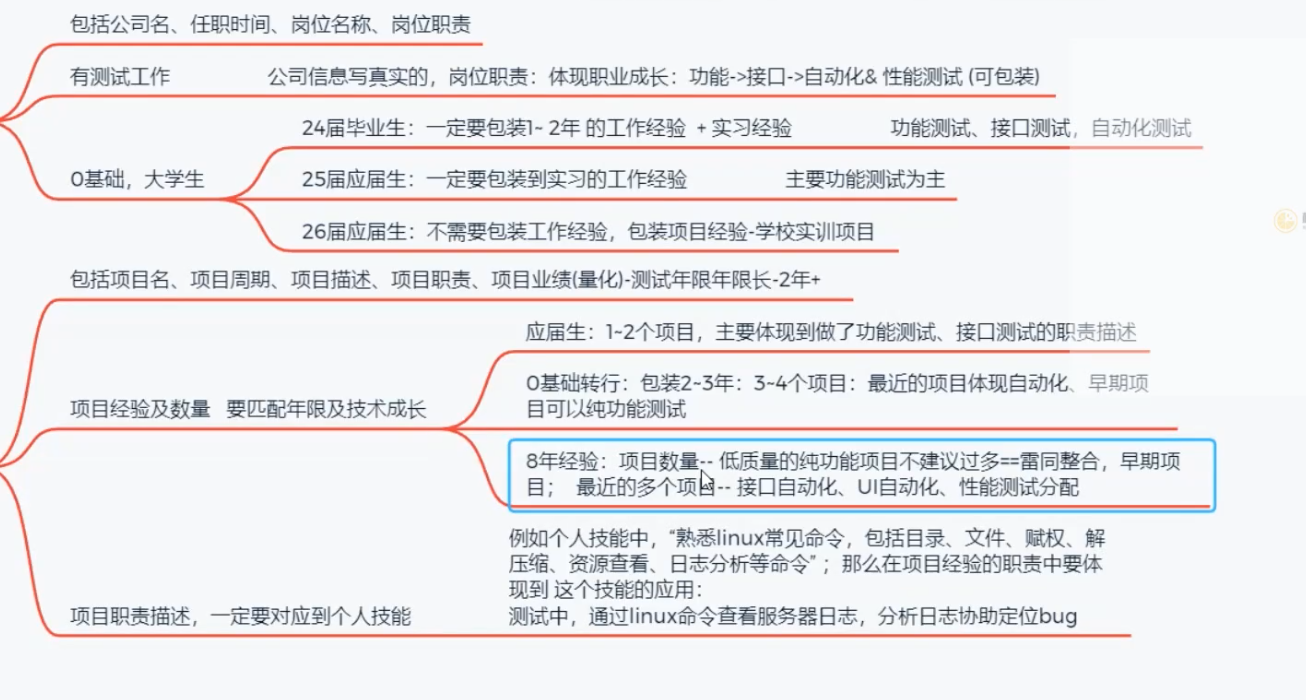 包括公司名、任职时间、岗位名称、岗位职责
有测试工作 公司信息写真实的，岗位职责：体现职业成长：功能->接口->自动化& 性能测试 (可包装)
24届毕业生：一定要包装1~ 2年 的工作经验 + 实习经验 功能测试、接口测试，自动化测试
0基础，大学生 25届应届生：一定要包装到实习的工作经验 主要功能测试为主
26届应届生：不需要包装工作经验，包装项目经验-学校实训项目
包括项目名、项目周期、项目描述、项目职责、项目业绩(量化)-测试年限年限长-2年+
应届生：1~2个项目，主要体现到做了功能测试、接口测试的职责描述
0基础转行：包装2~3年：3~4个项目：最近的项目体现自动化、早期项
目可以纯功能测试
项目经验及数量 要匹配年限及技术成长
8年经验：项目数量-- 低质量的纯功能项目不建议过多==雷同整合，早期项
目； 最近的多个项目-- 接口自动化、UI自动化、性能测试分配
例如个人技能中，“熟悉linux常见命令，包括目录、文件、赋权、解
压缩、资源查看、日志分析等命令”；那么在项目经验的职责中要体
现到 这个技能的应用：
项目职责描述，一定要对应到个人技能 测试中，通过linux命令查看服务器日志，分析日志协助定位bug